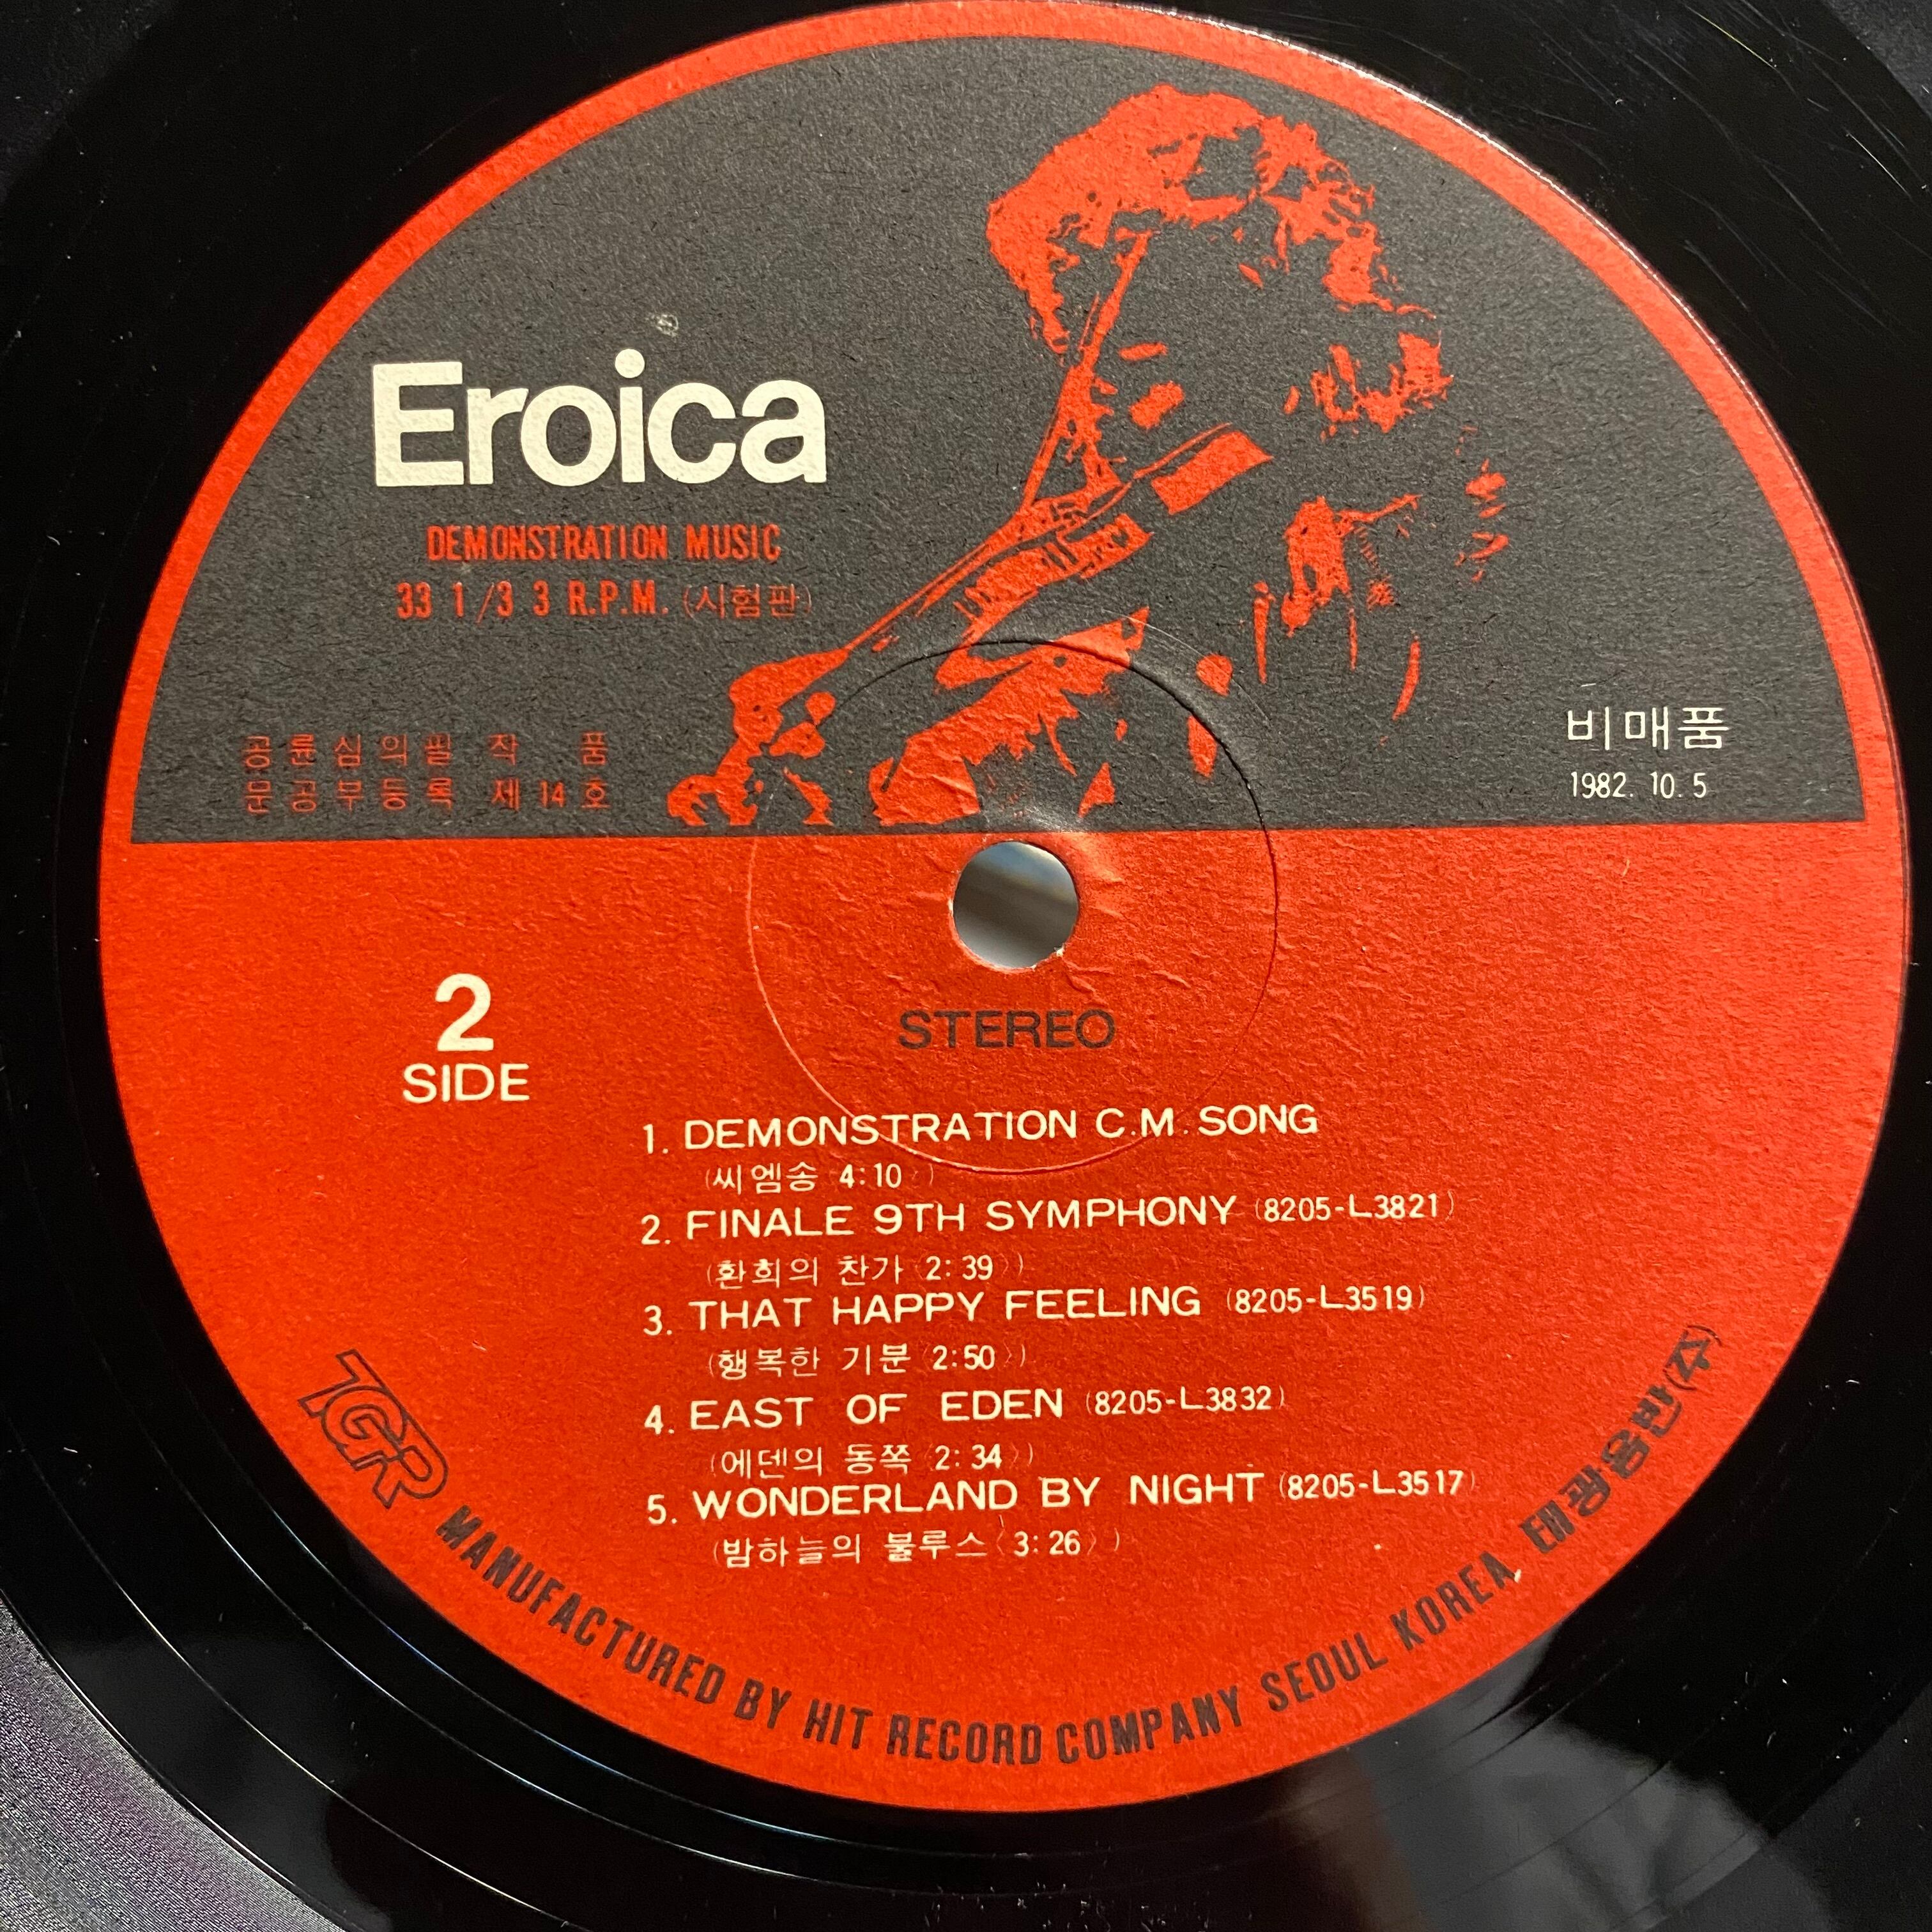 Eroica
DEMONSTRATION MUSIC
33 1/3 3 R.P.M. (시험판)
공륜심의필 작 품
문공부등록 제 14 호
비매품
1982. 10. 5
STEREO
2
SIDE
1. DEMONSTRATION C.M. SONG
(씨엠송〈4:10〉)
2. FINALE 9TH SYMPHONY (8205-L3821)
(환희의 찬가〈2:39〉)
3. THAT HAPPY FEELING (8205-L3519)
(행복한 기분〈2:50〉)
4. EAST OF EDEN (8205-L3832)
(에덴의 동쪽〈2:34〉)
5. WONDERLAND BY NIGHT (8205-L3517)
(밤하늘의 불루스〈3:26〉)
TGR MANUFACTURED BY HIT RECORD COMPANY SEOUL KOREA 태광음반(주)